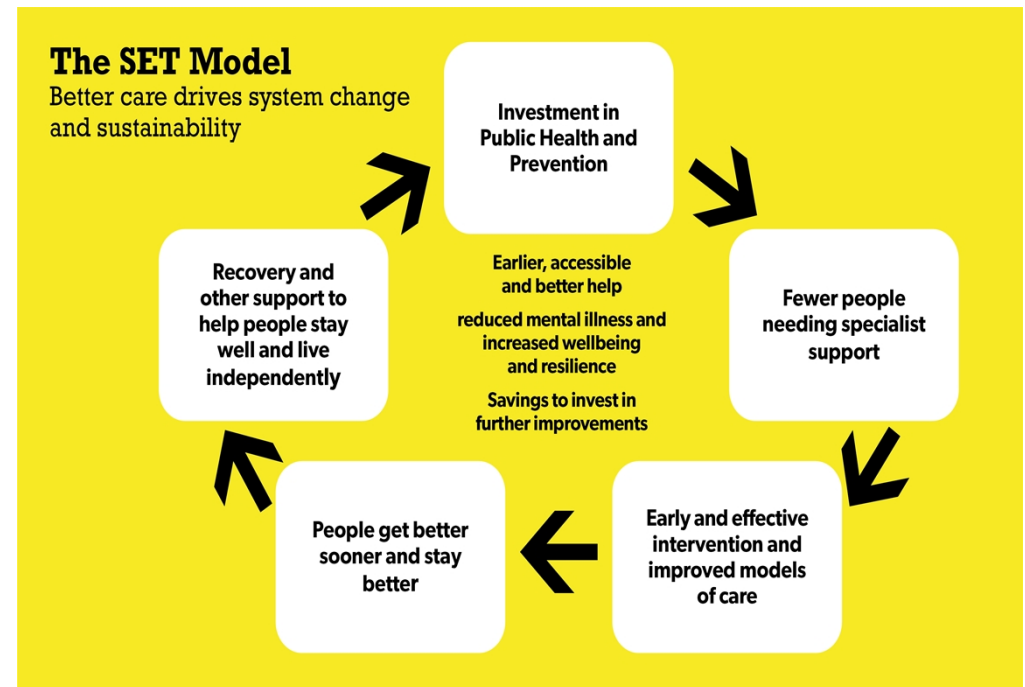 The SET Model
Better care drives system change
and sustainability
Investment in
Public Health and
Prevention
Fewer people
needing specialist
support
Early and effective
intervention and
improved models
of care
People get better
sooner and stay
better
Recovery and
other support to
help people stay
well and live
independently
Earlier, accessible
and better help
reduced mental illness and
increased wellbeing
and resilience
Savings to invest in
further improvements